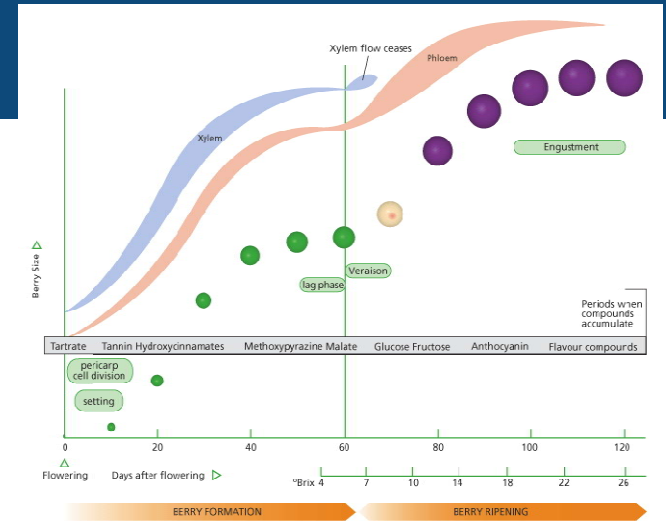 Xylem flow ceases
Phloem
Xylem
Engustment
Berry Size
Veraison
lag phase
Periods when
compounds
accumulate
Tartrate Tannin Hydroxycinnamates Methoxypyrazine Malate Glucose Fructose Anthocyanin Flavour compounds
pericarp
cell division
setting
0 20 40 60 80 100 120
Flowering Days after flowering
°Brix 4 7 10 14 18 22 26
BERRY FORMATION BERRY RIPENING